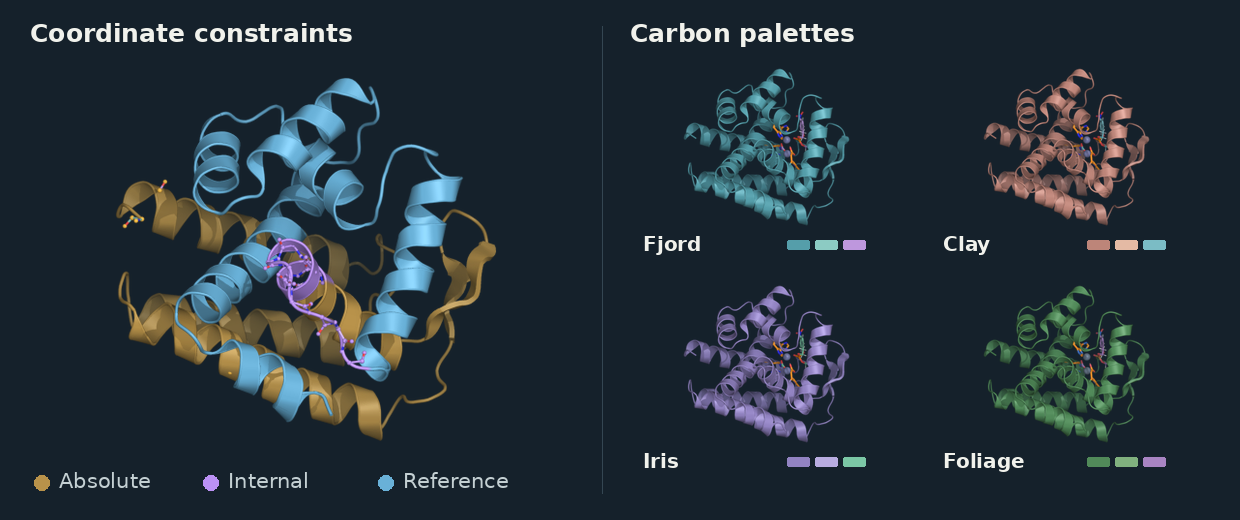 Coordinate constraints
Absolute
Internal
Reference
Carbon palettes
Fjord
Clay
Iris
Foliage